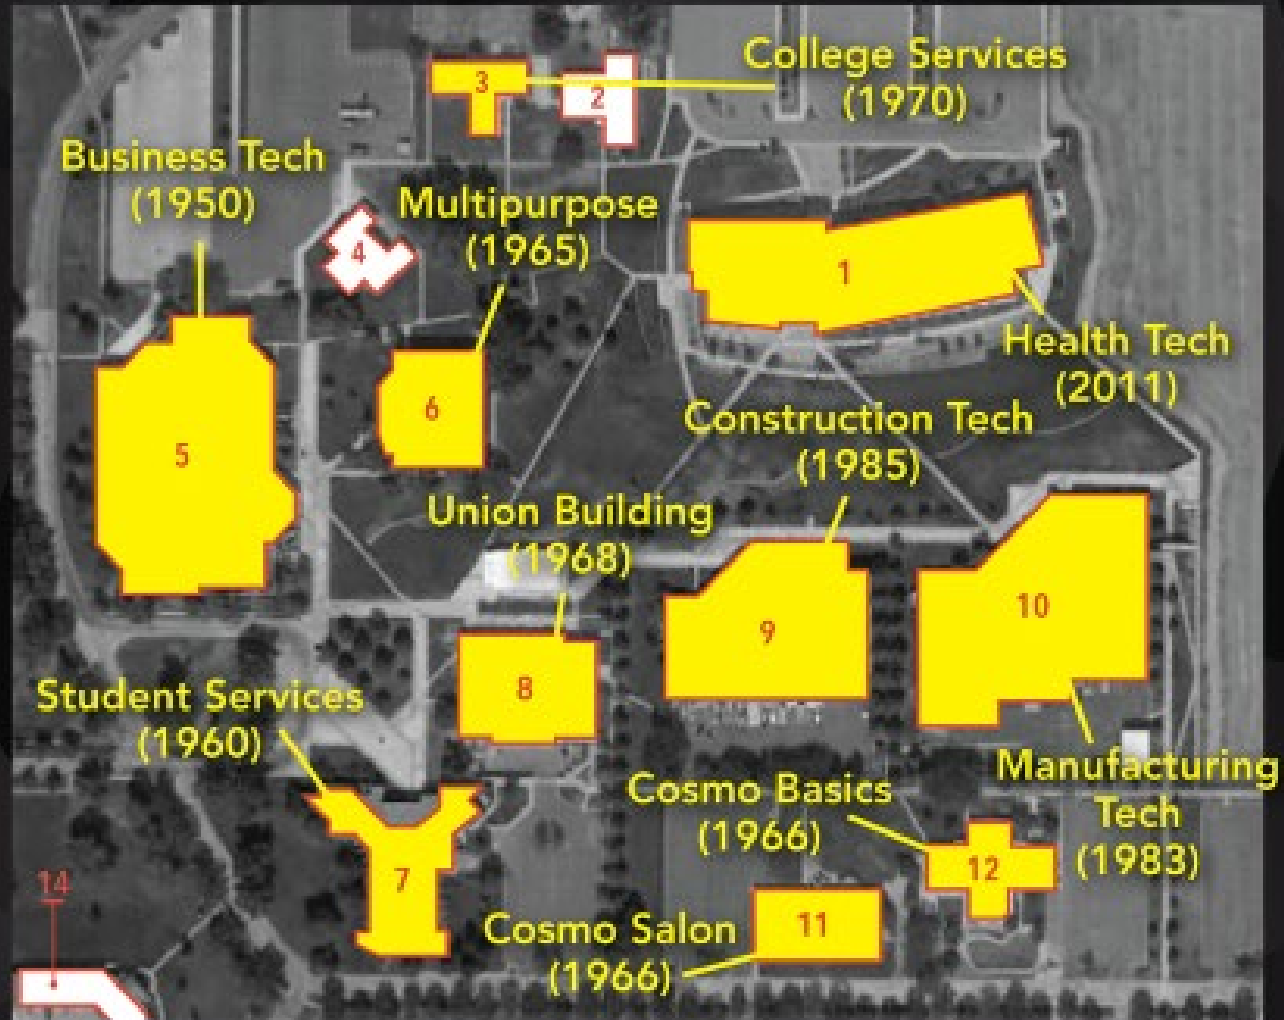 College Services
(1970)
3
2
Business Tech
(1950)
Multipurpose
(1965)
4
1
Health Tech
(2011)
6
5
Construction Tech
(1985)
Union Building
(1968)
10
9
8
Student Services
(1960)
Manufacturing
Tech
(1983)
Cosmo Basics
(1966)
12
7
14
11
Cosmo Salon
(1966)